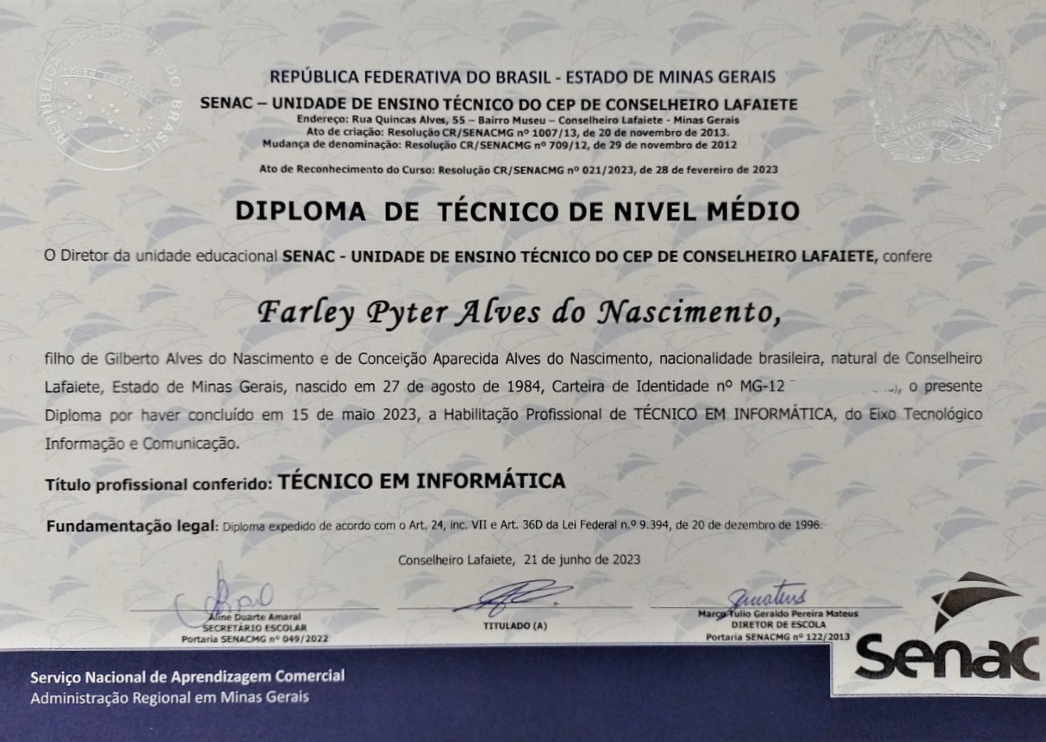 REPÚBLICA FEDERATIVA DO BRASIL
REPÚBLICA FEDERATIVA DO BRASIL - ESTADO DE MINAS GERAIS
SENAC – UNIDADE DE ENSINO TÉCNICO DO CEP DE CONSELHEIRO LAFAIETE
Endereço: Rua Quincas Alves, 55 – Bairro Museu – Conselheiro Lafaiete - Minas Gerais
Ato de criação: Resolução CR/SENACMG nº 1007/13, de 20 de novembro de 2013.
Mudança de denominação: Resolução CR/SENACMG nº 709/12, de 29 de novembro de 2012
Ato de Reconhecimento do Curso: Resolução CR/SENACMG nº 021/2023, de 28 de fevereiro de 2023
DIPLOMA DE TÉCNICO DE NIVEL MÉDIO
O Diretor da unidade educacional SENAC - UNIDADE DE ENSINO TÉCNICO DO CEP DE CONSELHEIRO LAFAIETE, confere
Farley Pyter Alves do Nascimento,
filho de Gilberto Alves do Nascimento e de Conceição Aparecida Alves do Nascimento, nacionalidade brasileira, natural de Conselheiro
Lafaiete, Estado de Minas Gerais, nascido em 27 de agosto de 1984, Carteira de Identidade nº MG-12 , o presente
Diploma por haver concluído em 15 de maio 2023, a Habilitação Profissional de TÉCNICO EM INFORMÁTICA, do Eixo Tecnológico
Informação e Comunicação.
Título profissional conferido: TÉCNICO EM INFORMÁTICA
Fundamentação legal: Diploma expedido de acordo com o Art. 24, inc. VII e Art. 36D da Lei Federal n.º 9.394, de 20 de dezembro de 1996.
Conselheiro Lafaiete, 21 de junho de 2023
Aline Duarte Amaral
SECRETÁRIO ESCOLAR
Portaria SENACMG nº 049/2022
TITULADO (A)
Marco Tulio Geraldo Pereira Mateus
DIRETOR DE ESCOLA
Portaria SENACMG nº 122/2013
Senac
Serviço Nacional de Aprendizagem Comercial
Administração Regional em Minas Gerais